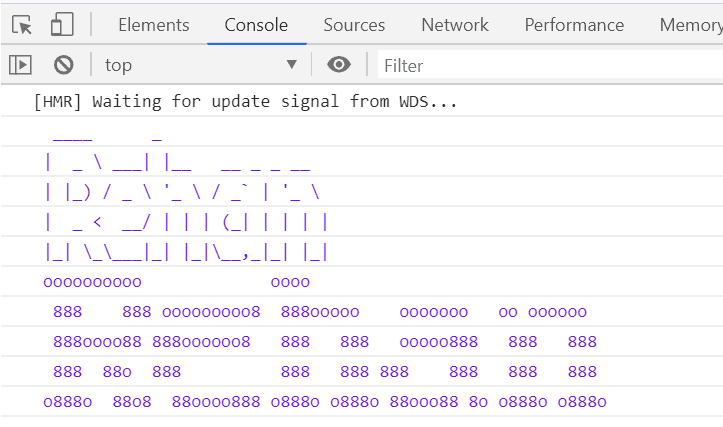 Elements Console Sources Network Performance Memory
top ▼ Filter
[HMR] Waiting for update signal from WDS...
  ____      _
 |  _ \ ___| |__   __ _ _ __
 | |_) / _ \ '_ \ / _` | '_ \
 |  _ <  __/ | | | (_| | | | |
 |_| \_\___|_| |_|\__,_|_| |_|
 oooooooooo             oooo
  888    888 ooooooooo8  888ooooo    ooooooo   oo oooooo
  888oooo88 888oooooo8   888   888   ooooo888   888   888
  888  88o  888          888   888 888    888   888   888
 o888o  88o8  88oooo888 o888o o888o 88ooo88 8o o888o o888o